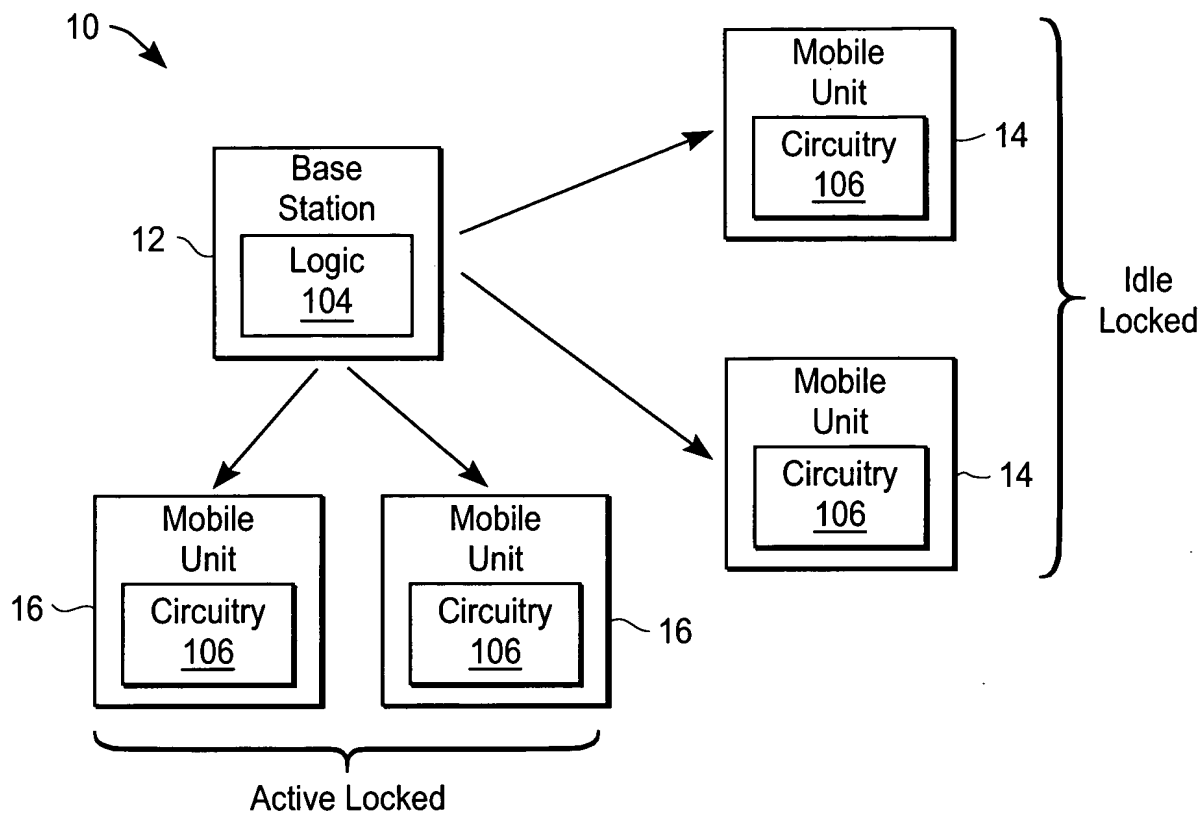 10
Mobile
Unit
Circuitry
106
14
Base
Station
Logic
104
12
Idle
Locked
Mobile
Unit
Circuitry
106
14
Mobile
Unit
Circuitry
106
16
Mobile
Unit
Circuitry
106
16
Active Locked